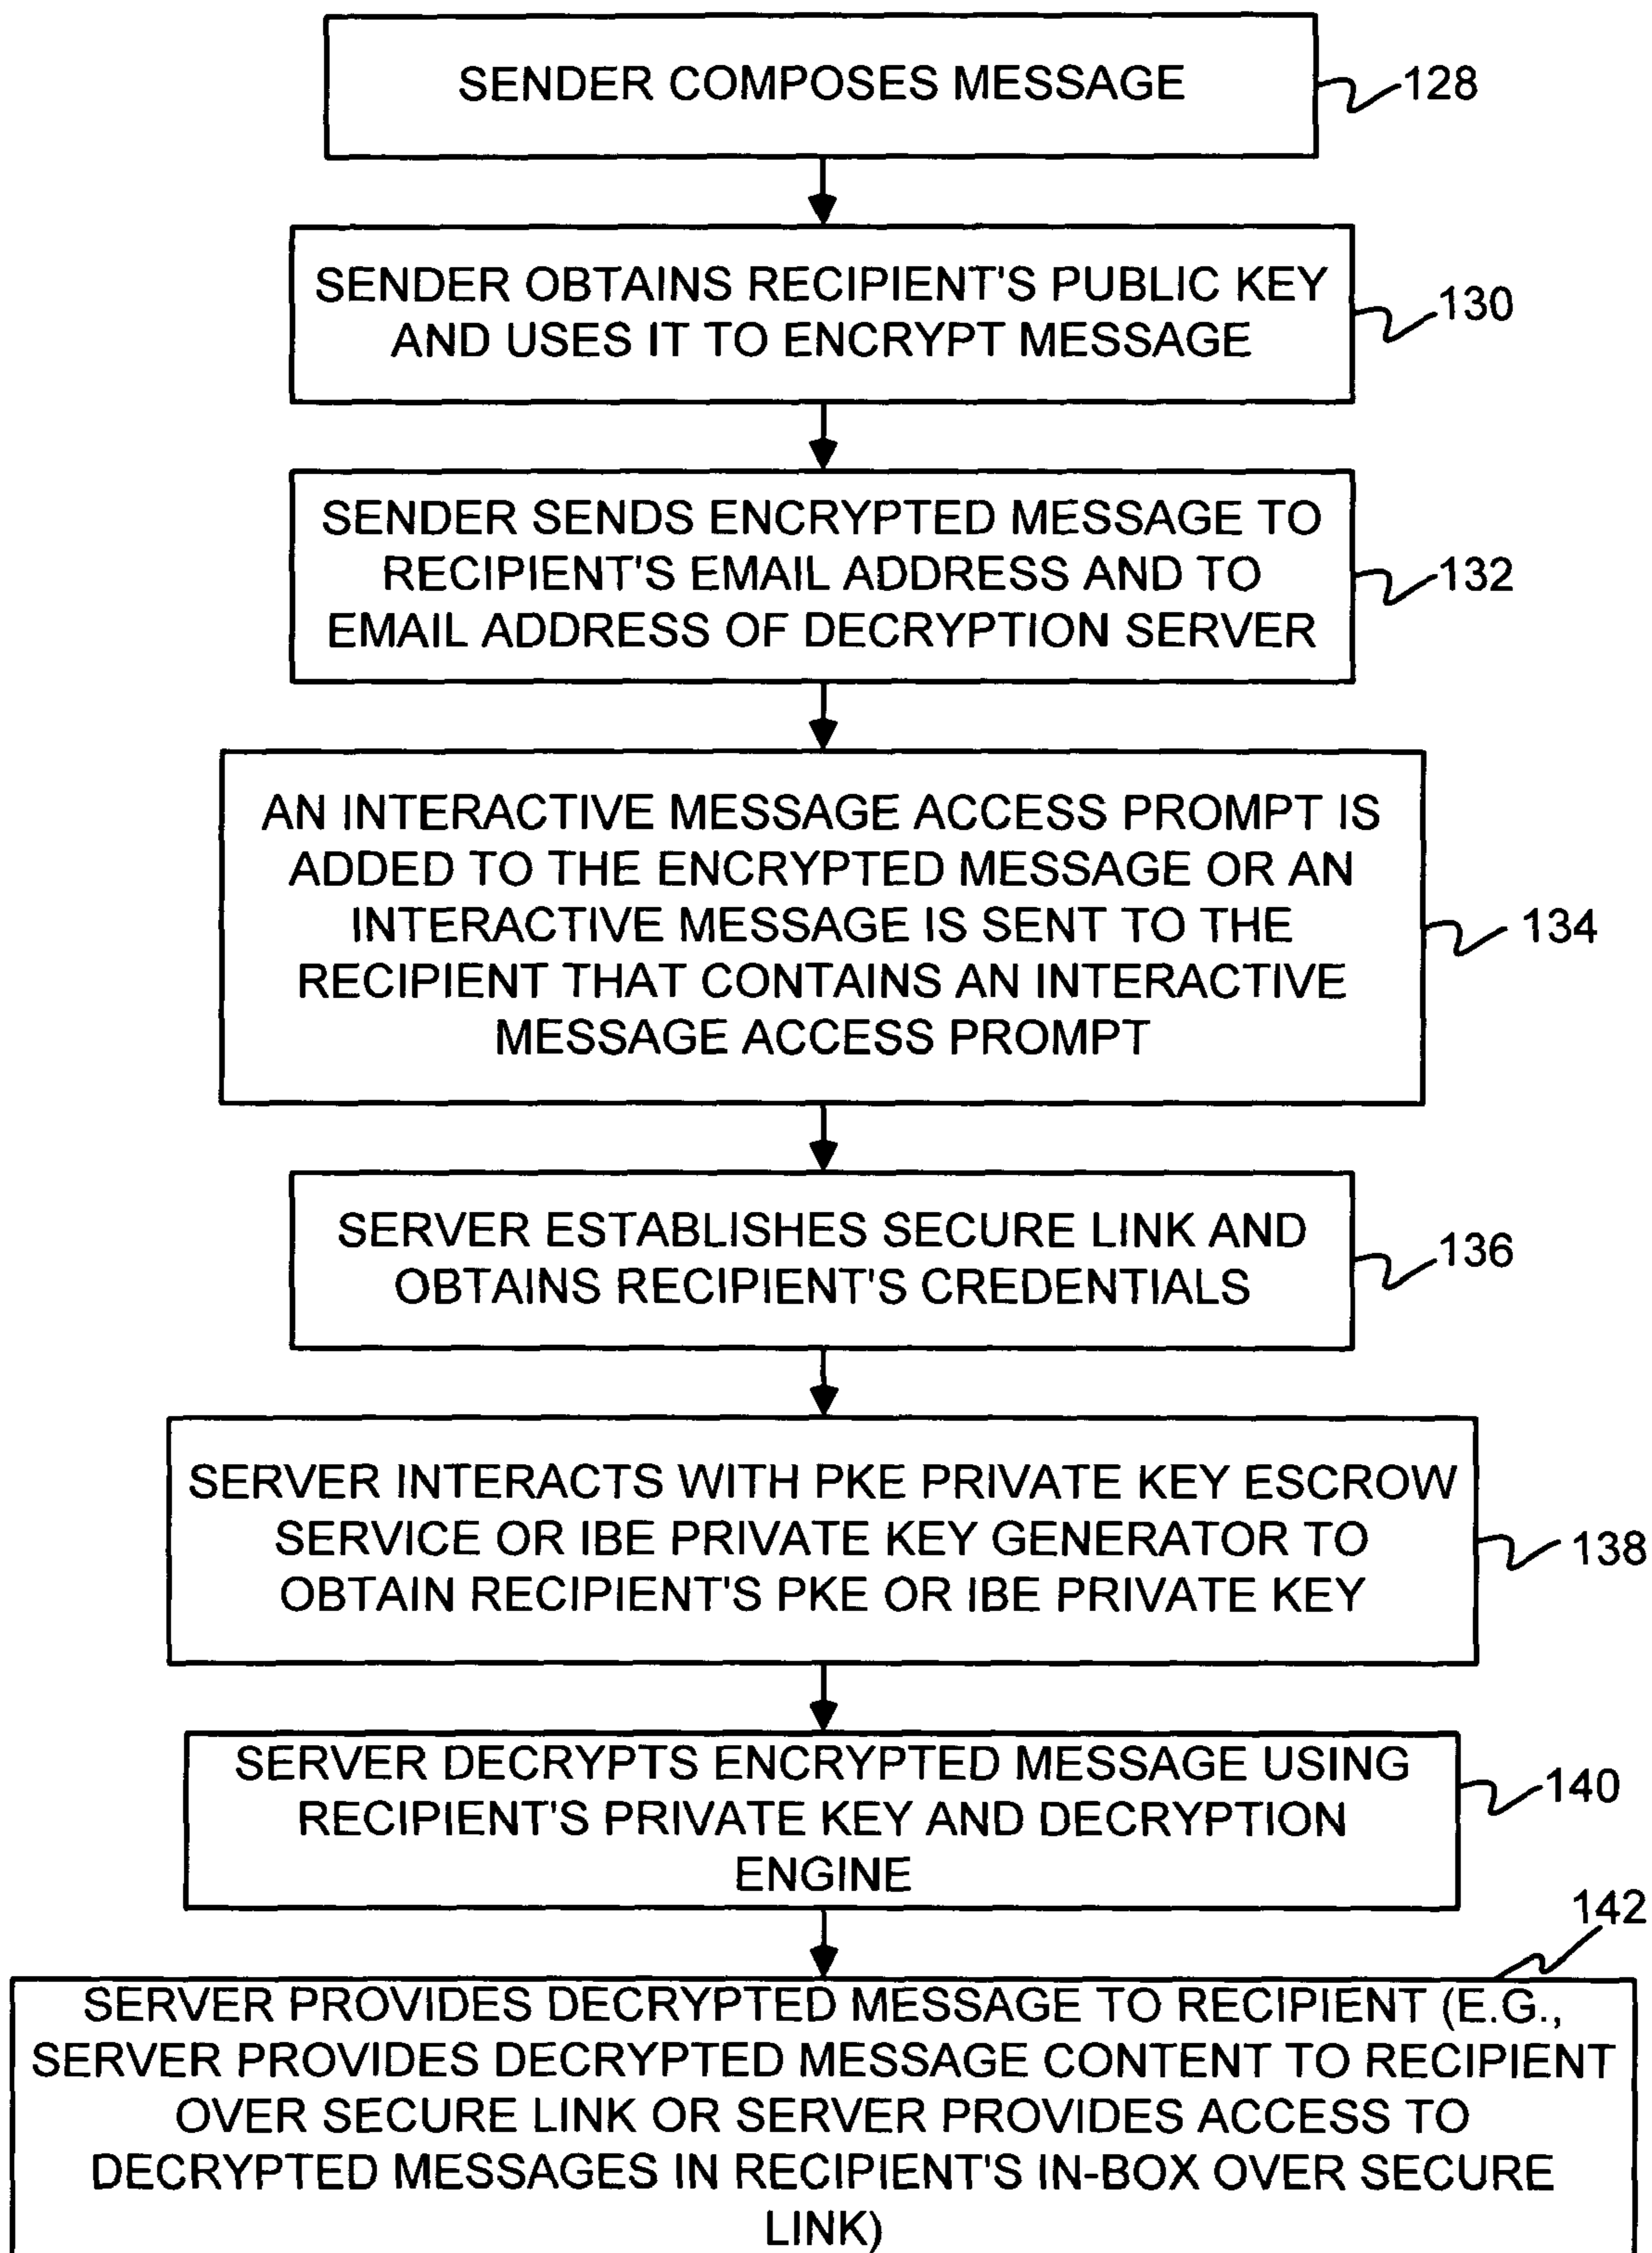 SENDER COMPOSES MESSAGE
128
SENDER OBTAINS RECIPIENT'S PUBLIC KEY
AND USES IT TO ENCRYPT MESSAGE
130
SENDER SENDS ENCRYPTED MESSAGE TO
RECIPIENT'S EMAIL ADDRESS AND TO
EMAIL ADDRESS OF DECRYPTION SERVER
132
AN INTERACTIVE MESSAGE ACCESS PROMPT IS
ADDED TO THE ENCRYPTED MESSAGE OR AN
INTERACTIVE MESSAGE IS SENT TO THE
RECIPIENT THAT CONTAINS AN INTERACTIVE
MESSAGE ACCESS PROMPT
134
SERVER ESTABLISHES SECURE LINK AND
OBTAINS RECIPIENT'S CREDENTIALS
136
SERVER INTERACTS WITH PKE PRIVATE KEY ESCROW
SERVICE OR IBE PRIVATE KEY GENERATOR TO
OBTAIN RECIPIENT'S PKE OR IBE PRIVATE KEY
138
SERVER DECRYPTS ENCRYPTED MESSAGE USING
RECIPIENT'S PRIVATE KEY AND DECRYPTION
ENGINE
140
142
SERVER PROVIDES DECRYPTED MESSAGE TO RECIPIENT (E.G.,
SERVER PROVIDES DECRYPTED MESSAGE CONTENT TO RECIPIENT
OVER SECURE LINK OR SERVER PROVIDES ACCESS TO
DECRYPTED MESSAGES IN RECIPIENT'S IN-BOX OVER SECURE
LINK)